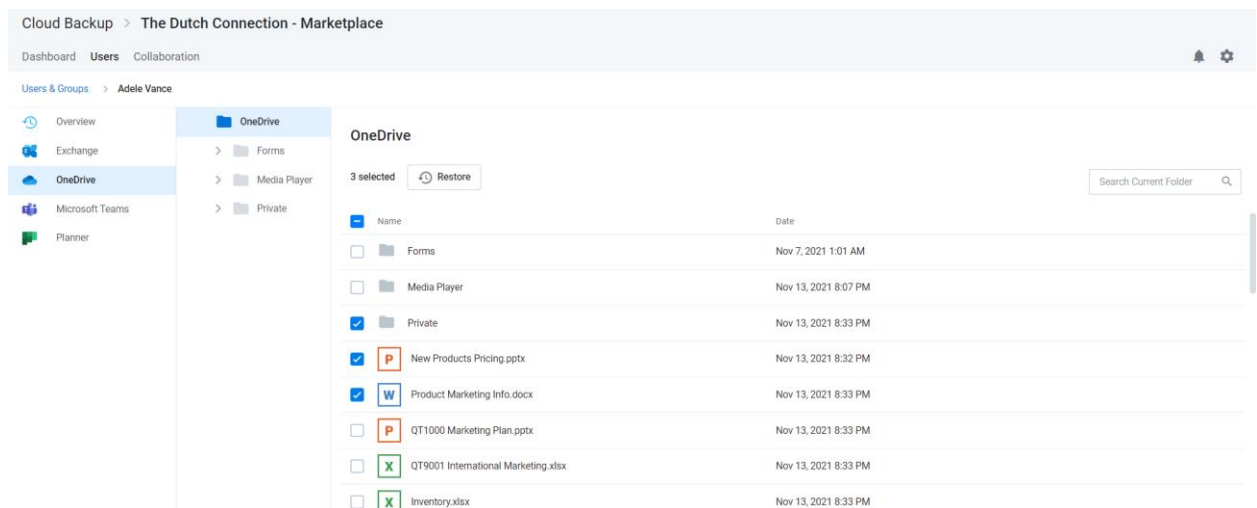 Cloud Backup > The Dutch Connection - Marketplace
Dashboard Users Collaboration
Users & Groups > Adele Vance
Overview
Exchange
OneDrive
Microsoft Teams
Planner
OneDrive
> Forms
> Media Player
> Private
OneDrive
3 selected Restore
Search Current Folder
Name Date
Forms Nov 7, 2021 1:01 AM
Media Player Nov 13, 2021 8:07 PM
Private Nov 13, 2021 8:33 PM
P New Products Pricing.pptx Nov 13, 2021 8:32 PM
W Product Marketing Info.docx Nov 13, 2021 8:33 PM
P QT1000 Marketing Plan.pptx Nov 13, 2021 8:33 PM
X QT9001 International Marketing.xlsx Nov 13, 2021 8:33 PM
X Inventory.xlsx Nov 13, 2021 8:33 PM